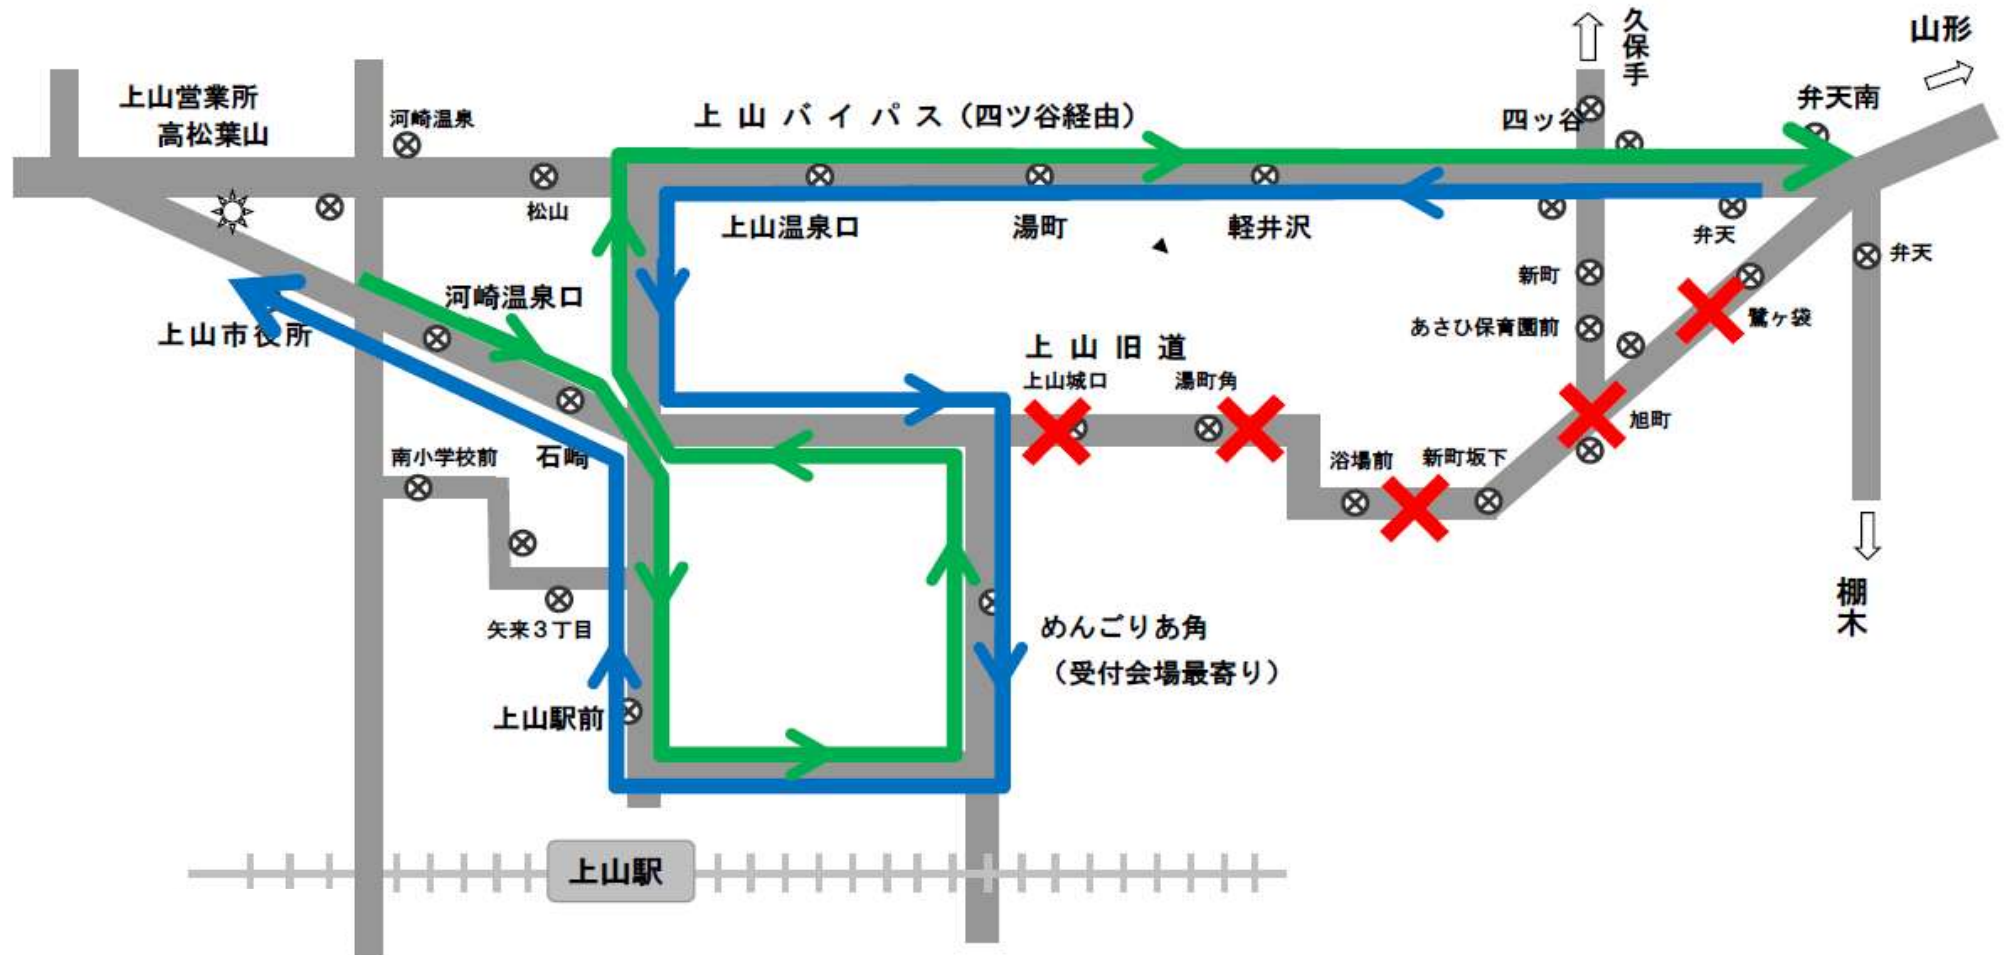 久保手
山形
上山営業所
高松葉山
河崎温泉
上山バイパス（四ツ谷経由）
四ッ谷
弁天南
松山
上山温泉口
湯町
軽井沢
弁天
弁天
新町
河崎温泉口
上山市役所
あさひ保育園前
鷺ヶ袋
上山旧道
上山城口
湯町角
旭町
南小学校前
石崎
浴場前
新町坂下
矢来３丁目
めんごりあ角
（受付会場最寄り）
棚木
上山駅前
上山駅